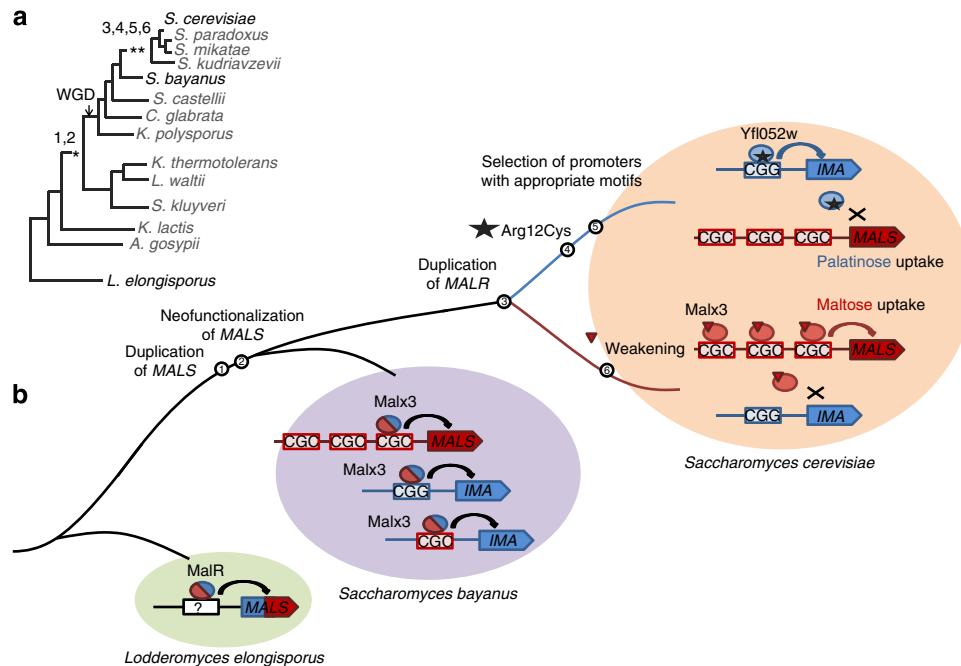 a
3,4,5,6
S. cerevisiae
S. paradoxus
**
S. mikatae
S. kudriavzevii
S. bayanus
WGD
S. castellii
C. glabrata
K. polysporus
1,2
*
K. thermotolerans
L. waltii
S. kluyveri
K. lactis
A. gosypii
L. elongisporus
b
Duplication
of MALS
1
Neofunctionalization
of MALS
2
Duplication
of MALR
3
Arg12Cys
4
Selection of promoters
with appropriate motifs
5
Weakening
6
Yfl052w
CGG
IMA
CGC
CGC
CGC
MALS
Palatinose uptake
Maltose uptake
Malx3
CGC
CGC
CGC
MALS
CGG
IMA
Saccharomyces cerevisiae
Malx3
CGC
CGC
CGC
MALS
Malx3
CGG
IMA
Malx3
CGC
IMA
Saccharomyces bayanus
MalR
?
MALS
Lodderomyces elongisporus